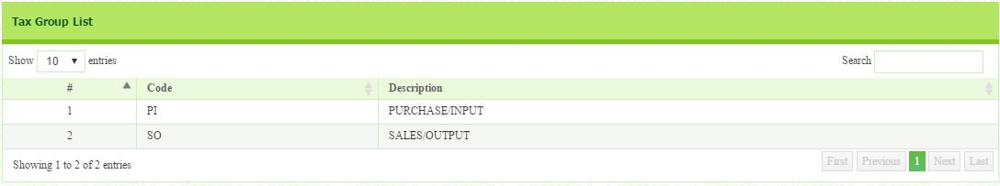 Tax Group List
Show 10 entries Search
# Code Description
1 PI PURCHASE/INPUT
2 SO SALES/OUTPUT
Showing 1 to 2 of 2 entries First Previous 1 Next Last